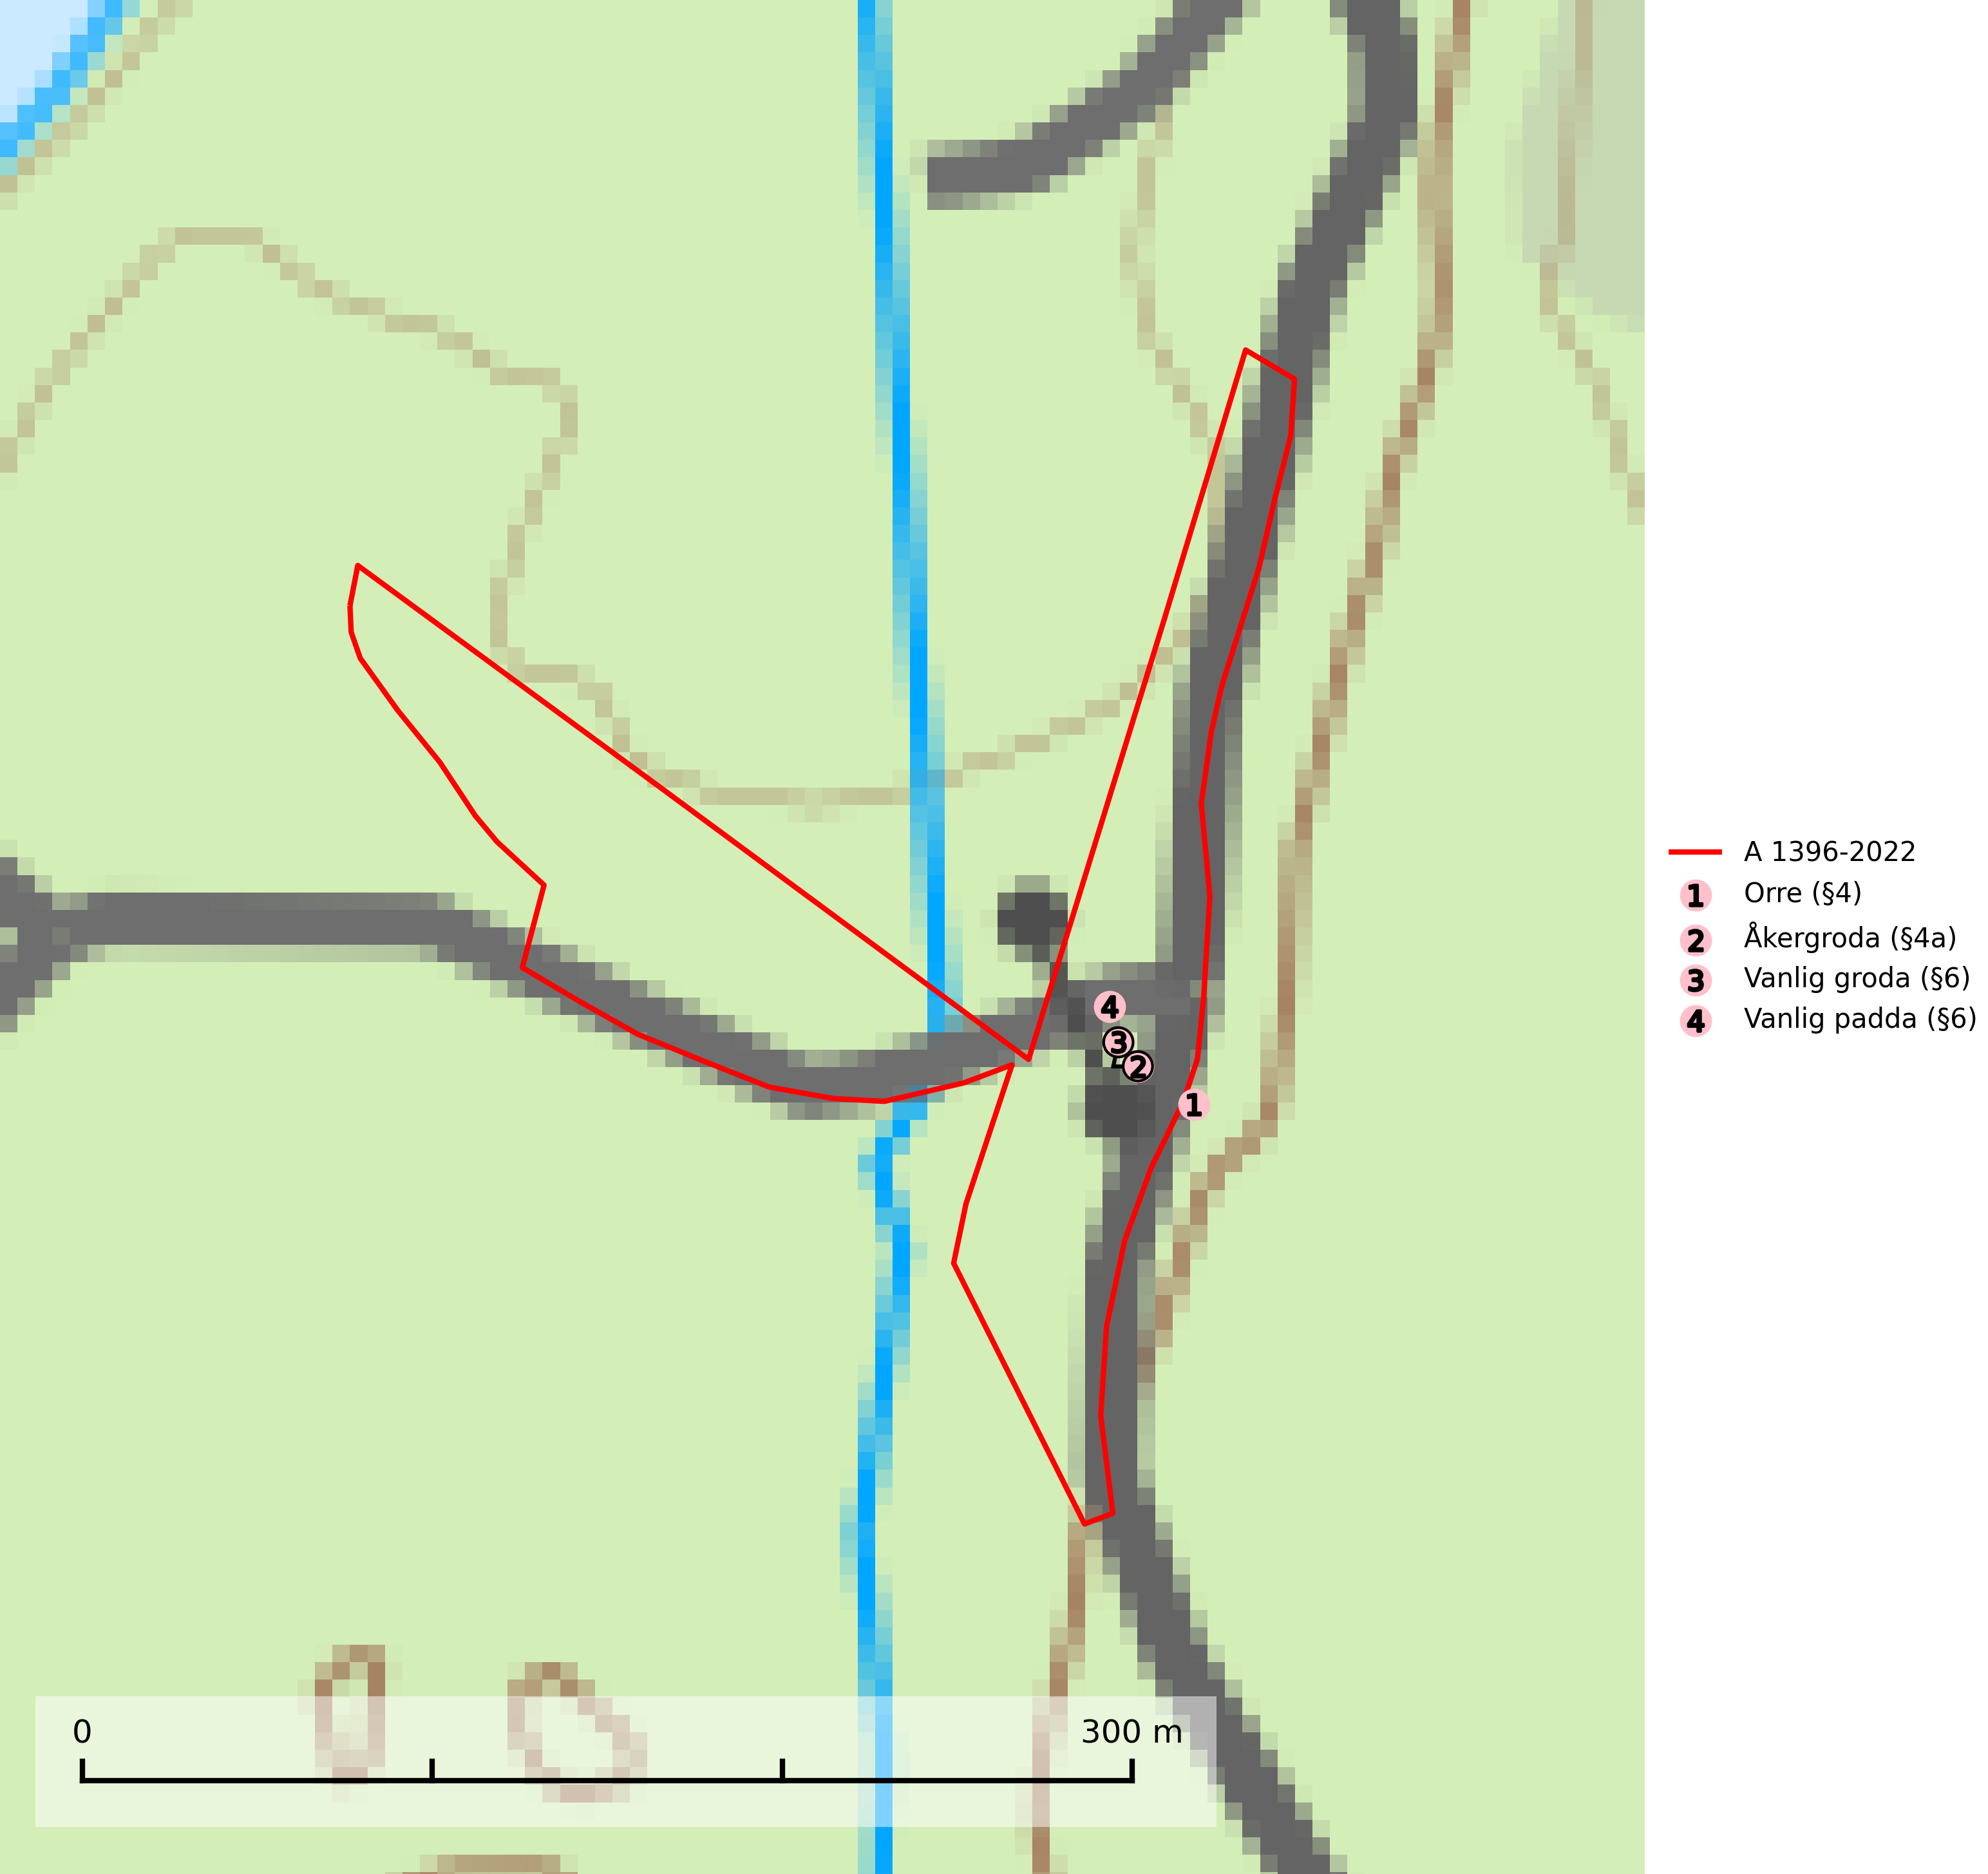 4
3
2
1
0
300 m
A 1396-2022
1 Orre (§4)
2 Åkergroda (§4a)
3 Vanlig groda (§6)
4 Vanlig padda (§6)